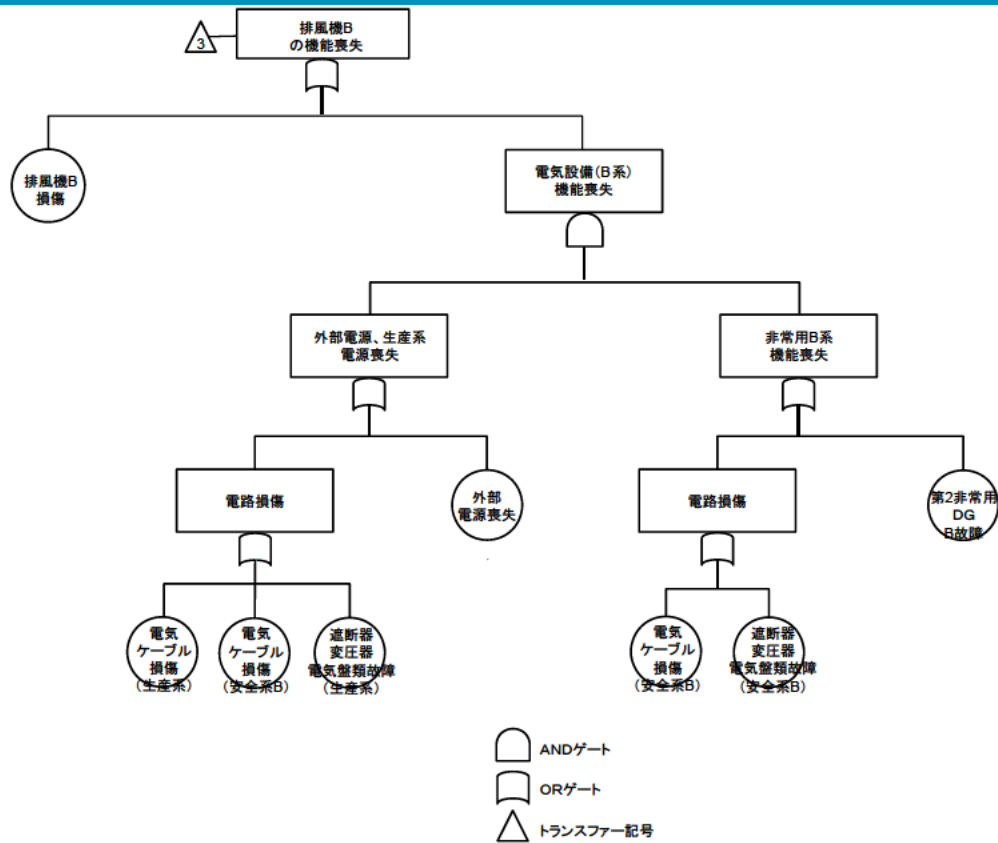 3
排風機B
の機能喪失
排風機B
損傷
電気設備(B系)
機能喪失
外部電源、生産系
電源喪失
非常用B系
機能喪失
電路損傷
外部
電源喪失
電路損傷
第2非常用
DG
B故障
電気
ケーブル
損傷
(生産系)
電気
ケーブル
損傷
(安全系B)
遮断器
変圧器
電気盤類故障
(生産系)
電気
ケーブル
損傷
(安全系B)
遮断器
変圧器
電気盤類故障
(安全系B)
ANDゲート
ORゲート
トランスファー記号